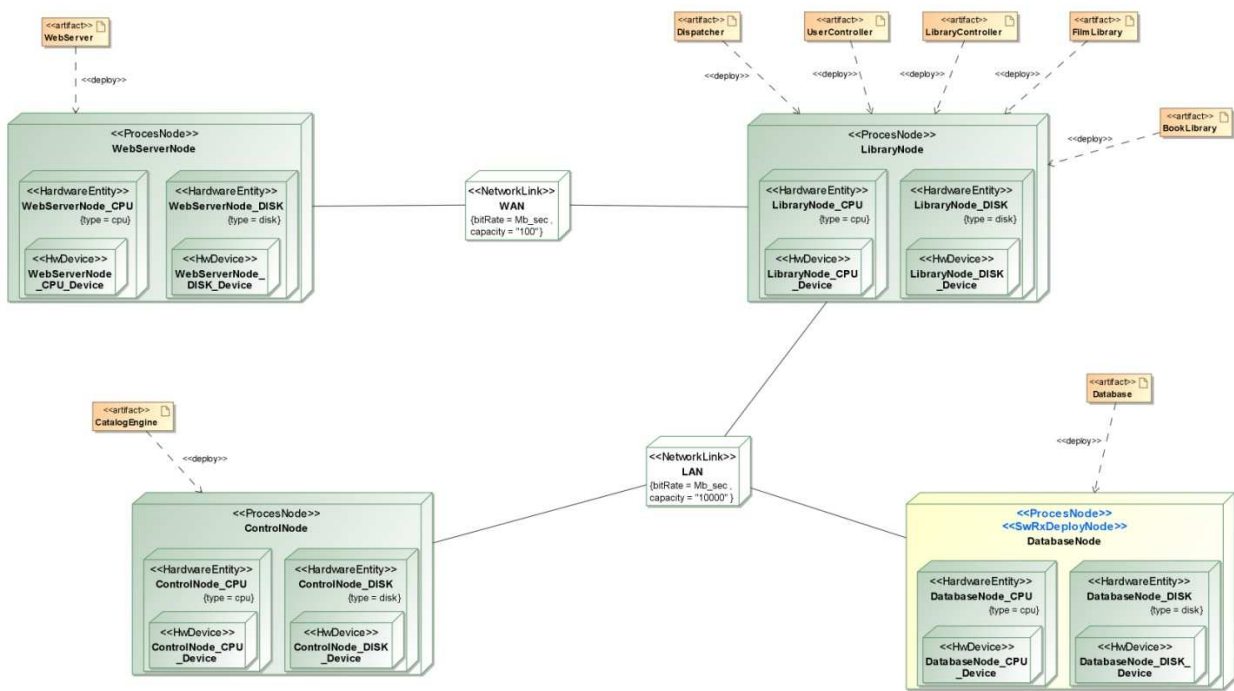 <<artifact>>
WebServer
<<deploy>>
<<artifact>>
Dispatcher
<<artifact>>
UserController
<<artifact>>
LibraryController
<<artifact>>
FilmLibrary
<<deploy>>
<<deploy>>
<<deploy>>
<<deploy>>
<<artifact>>
BookLibrary
<<deploy>>
<<ProcesNode>>
WebServerNode
<<HardwareEntity>>
WebServerNode_CPU
{type = cpu}
<<HwDevice>>
WebServerNode
_CPU_Device
<<HardwareEntity>>
WebServerNode_DISK
{type = disk}
<<HwDevice>>
WebServerNode_
DISK_Device
<<NetworkLink>>
WAN
{bitRate = Mb_sec ,
capacity = "100" }
<<ProcesNode>>
LibraryNode
<<HardwareEntity>>
LibraryNode_CPU
{type = cpu}
<<HwDevice>>
LibraryNode_CPU
_Device
<<HardwareEntity>>
LibraryNode_DISK
{type = disk}
<<HwDevice>>
LibraryNode_DISK
_Device
<<artifact>>
CatalogEngine
<<deploy>>
<<artifact>>
Database
<<deploy>>
<<NetworkLink>>
LAN
{bitRate = Mb_sec ,
capacity = "10000" }
<<ProcesNode>>
ControlNode
<<HardwareEntity>>
ControlNode_CPU
{type = cpu}
<<HwDevice>>
ControlNode_CPU
_Device
<<HardwareEntity>>
ControlNode_DISK
{type = disk}
<<HwDevice>>
ControlNode_DISK
_Device
<<ProcesNode>>
<<SwRxDeployNode>>
DatabaseNode
<<HardwareEntity>>
DatabaseNode_CPU
{type = cpu}
<<HwDevice>>
DatabaseNode_CPU
_Device
<<HardwareEntity>>
DatabaseNode_DISK
{type = disk}
<<HwDevice>>
DatabaseNode_DISK_
Device